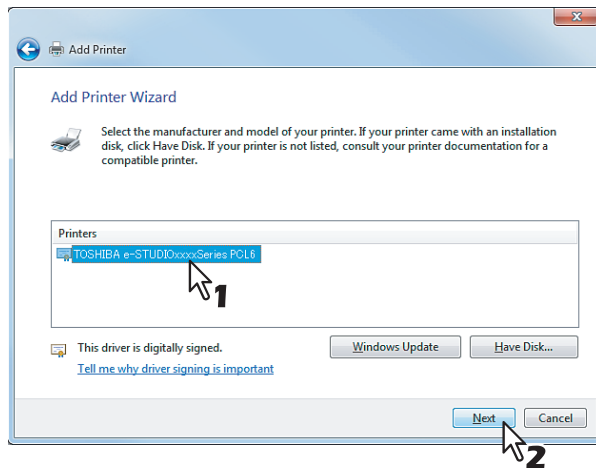 Add Printer
Add Printer Wizard
Select the manufacturer and model of your printer. If your printer came with an installation
disk, click Have Disk. If your printer is not listed, consult your printer documentation for a
compatible printer.
Printers
TOSHIBA e-STUDIOxxxxSeries PCL6
1
This driver is digitally signed.
Tell me why driver signing is important
Windows Update
Have Disk...
Next
Cancel
2